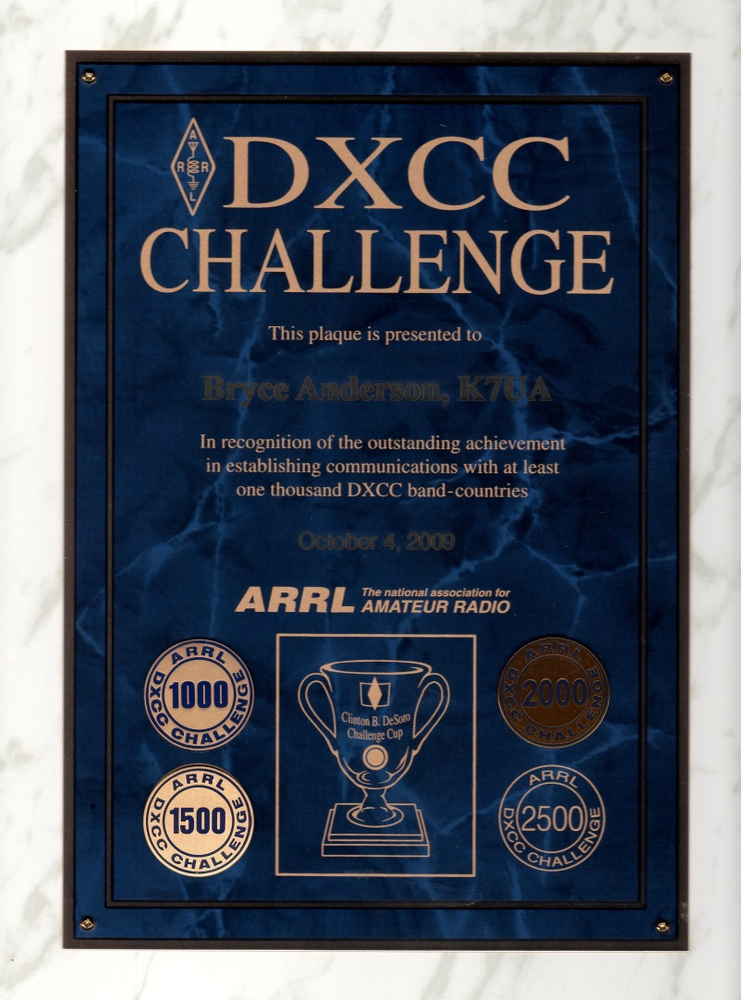 ARRL
DXCC
CHALLENGE
This plaque is presented to
Bryce Anderson, K7UA
In recognition of the outstanding achievement
in establishing communications with at least
one thousand DXCC band-countries
October 4, 2009
ARRL The national association for
AMATEUR RADIO
ARRL
1000
DXCC CHALLENGE
ARRL
2000
DXCC CHALLENGE
Clinton B. DeSoto
Challenge Cup
ARRL
1500
DXCC CHALLENGE
ARRL
2500
DXCC CHALLENGE